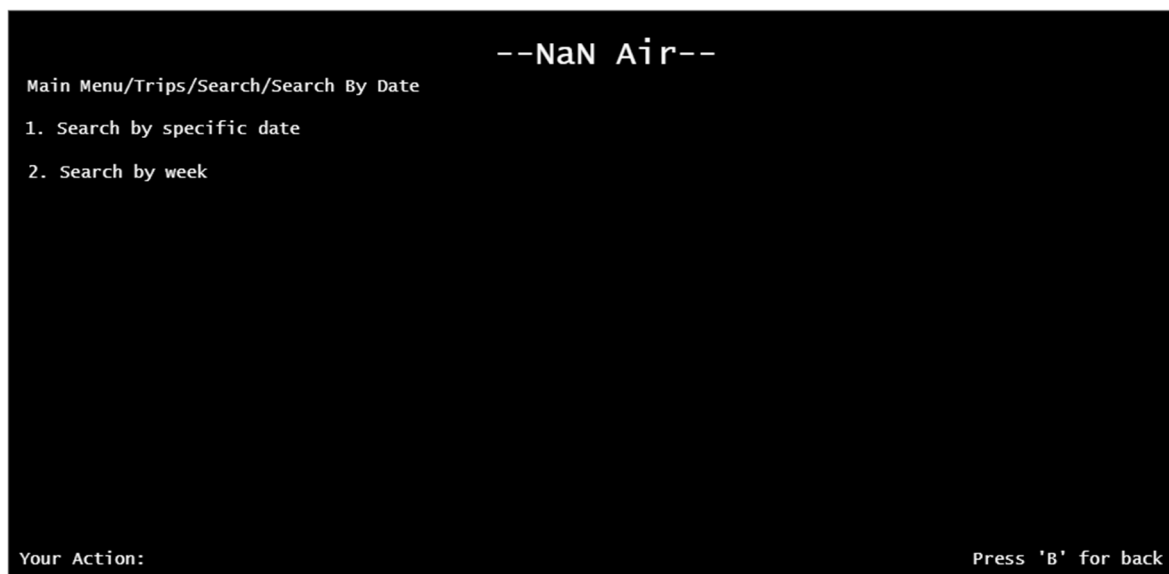 --NaN Air--
Main Menu/Trips/Search/Search By Date
1. Search by specific date
2. Search by week
Your Action:
Press 'B' for back